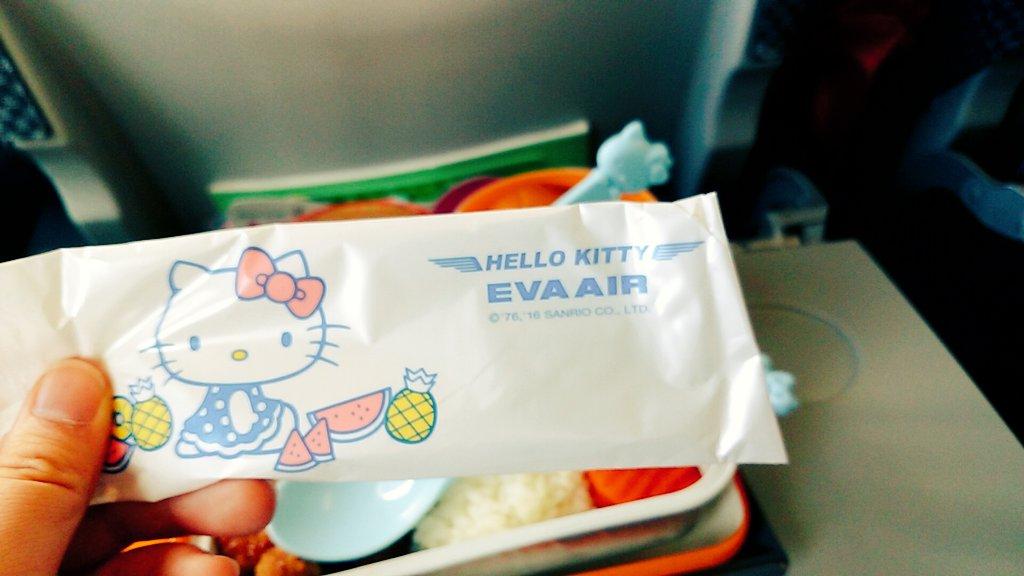 HELLO KITTY
EVA AIR
© '76, '16 SANRIO CO., LTD.